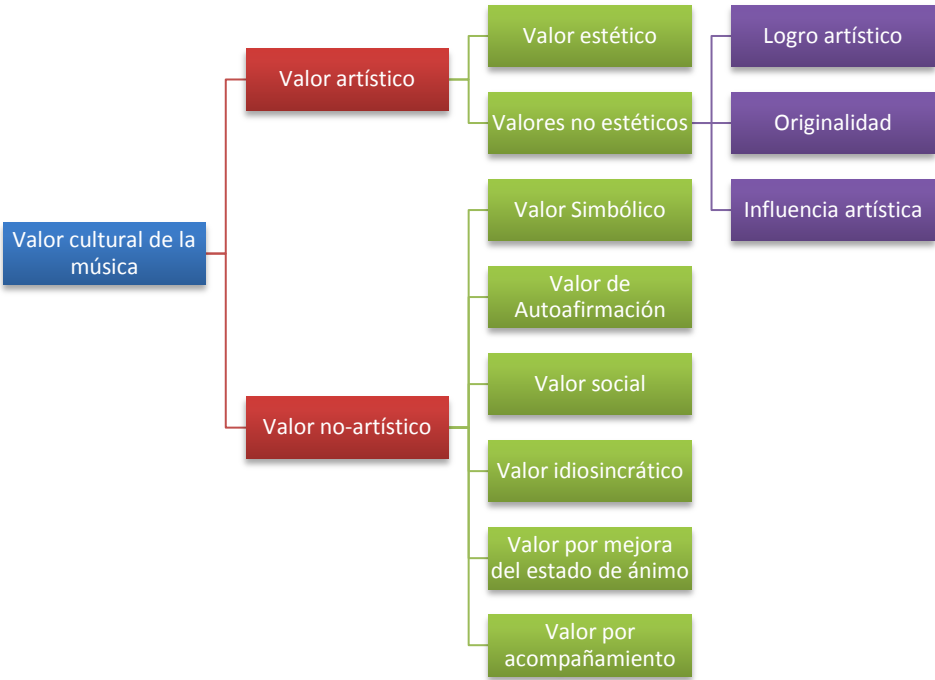 Valor cultural de la
música
Valor artístico
Valor estético
Valores no estéticos
Logro artístico
Originalidad
Influencia artística
Valor no-artístico
Valor Simbólico
Valor de
Autoafirmación
Valor social
Valor idiosincrático
Valor por mejora
del estado de ánimo
Valor por
acompañamiento